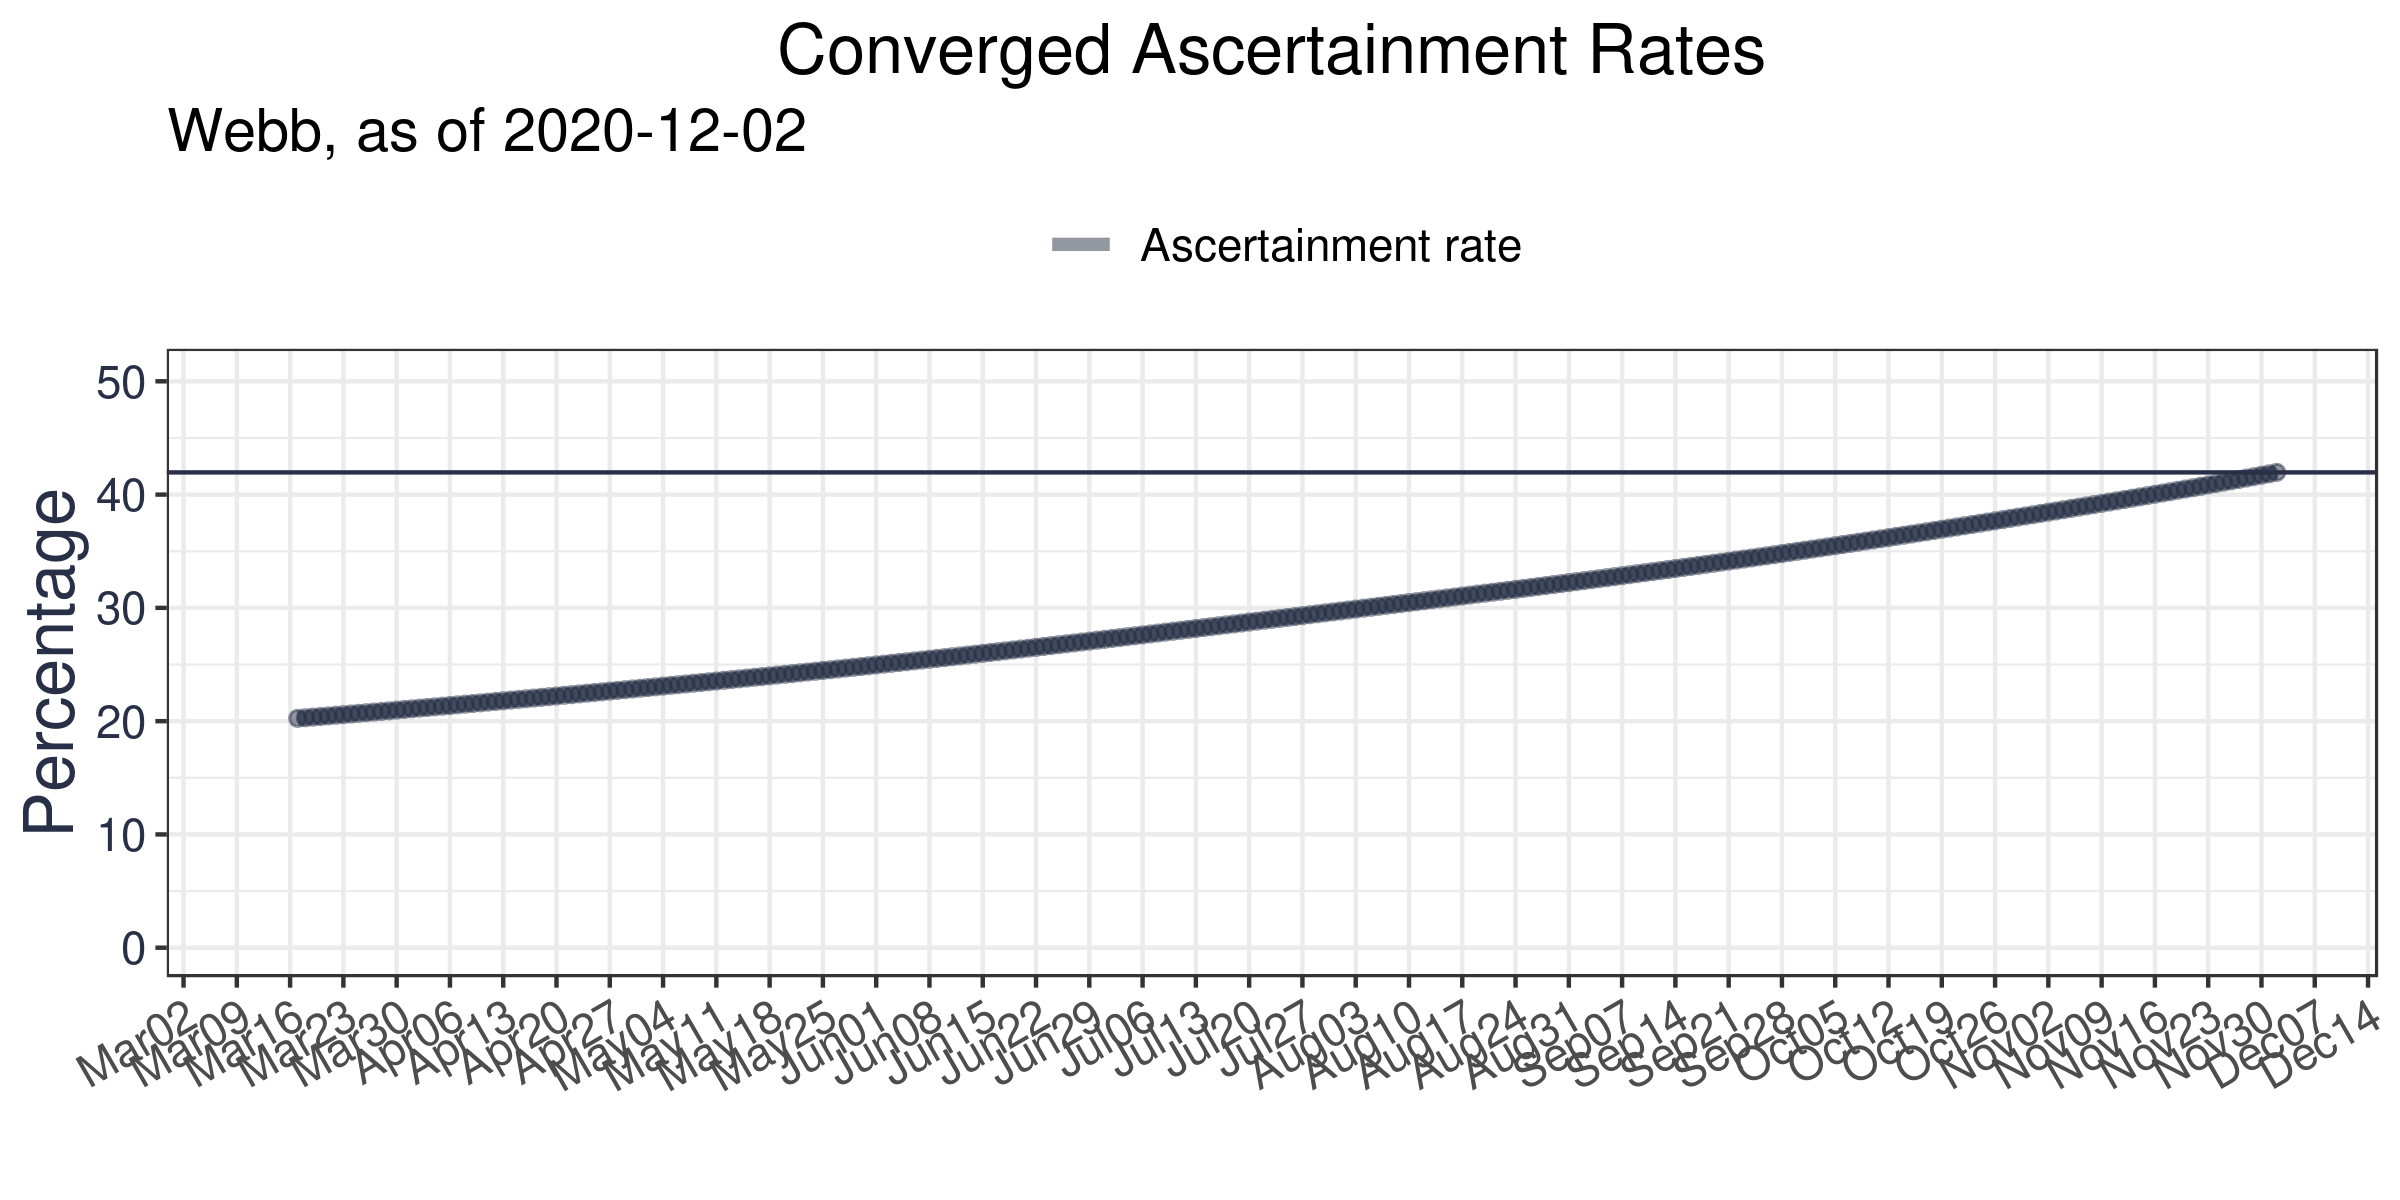 Converged Ascertainment Rates
Webb, as of 2020-12-02
Ascertainment rate
Percentage
50
40
30
20
10
0
Mar02 Mar09 Mar16 Mar23 Mar30 Apr06 Apr13 Apr20 Apr27 May04 May11 May18 May25 Jun01 Jun08 Jun15 Jun22 Jun29 Jul06 Jul13 Jul20 Jul27 Aug03 Aug10 Aug17 Aug24 Aug31 Sep07 Sep14 Sep21 Sep28 Oct05 Oct12 Oct19 Oct26 Nov02 Nov09 Nov16 Nov23 Nov30 Dec07 Dec14